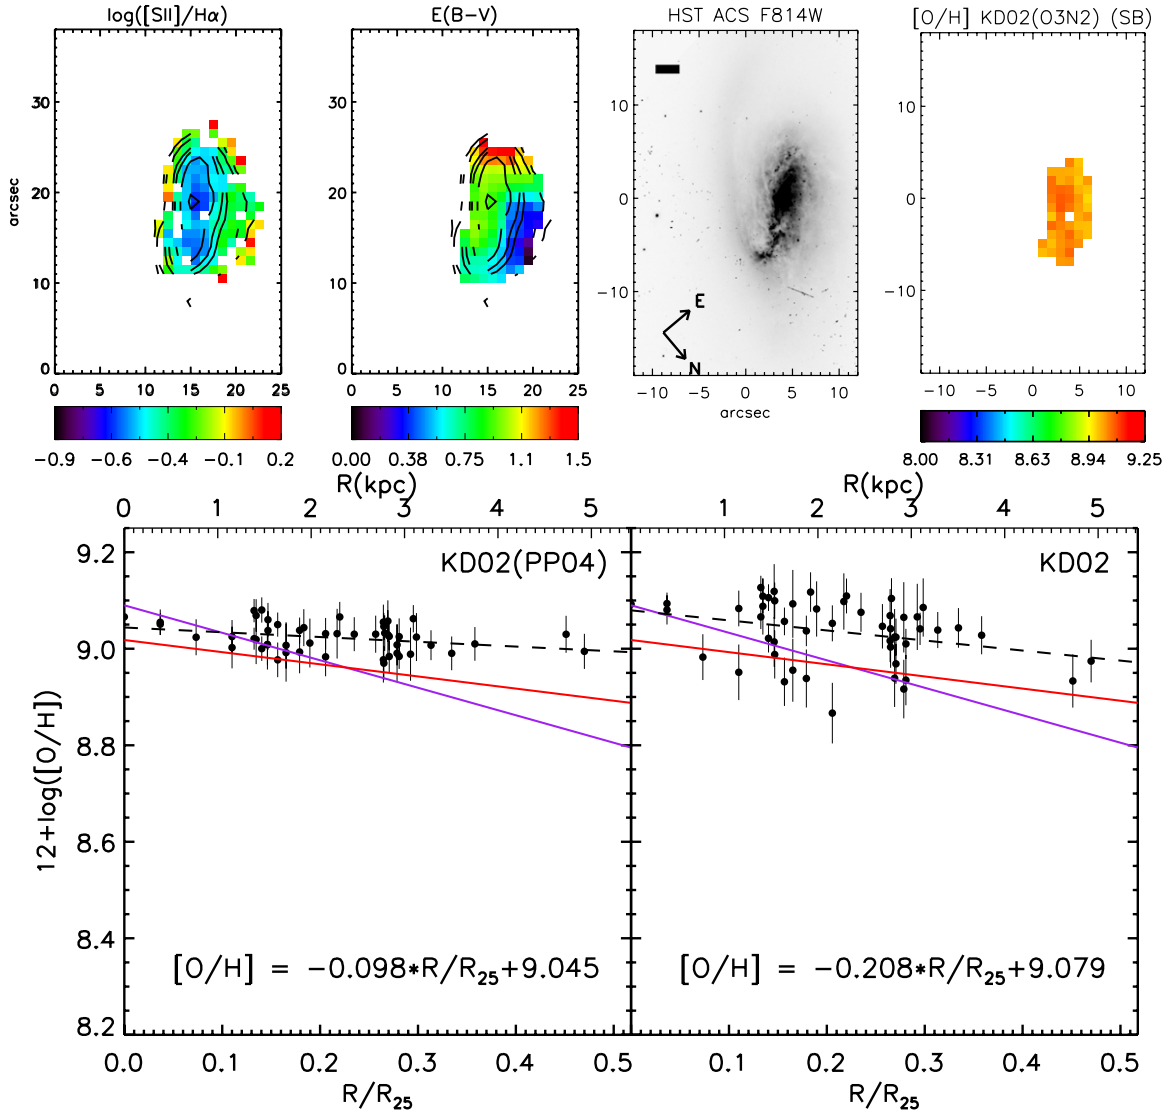 log([SII]/Hα)
E(B−V)
HST ACS F814W
[O/H] KD02(O3N2) (SB)
arcsec
30
20
10
0
0 5 10 15 20 25
30
20
10
0
0 5 10 15 20 25
10
0
−10
E
N
−10 −5 0 5 10
arcsec
10
0
−10
−10 −5 0 5 10
−0.9 −0.6 −0.4 −0.1 0.2
0.00 0.38 0.75 1.1 1.5
8.00 8.31 8.63 8.94 9.25
R(kpc)
0 1 2 3 4 5
R(kpc)
1 2 3 4 5
12+log([O/H])
9.2
9.0
8.8
8.6
8.4
8.2
KD02(PP04)
[O/H] = −0.098*R/R25+9.045
0.0 0.1 0.2 0.3 0.4 0.5
R/R25
KD02
[O/H] = −0.208*R/R25+9.079
0.1 0.2 0.3 0.4 0.5
R/R25